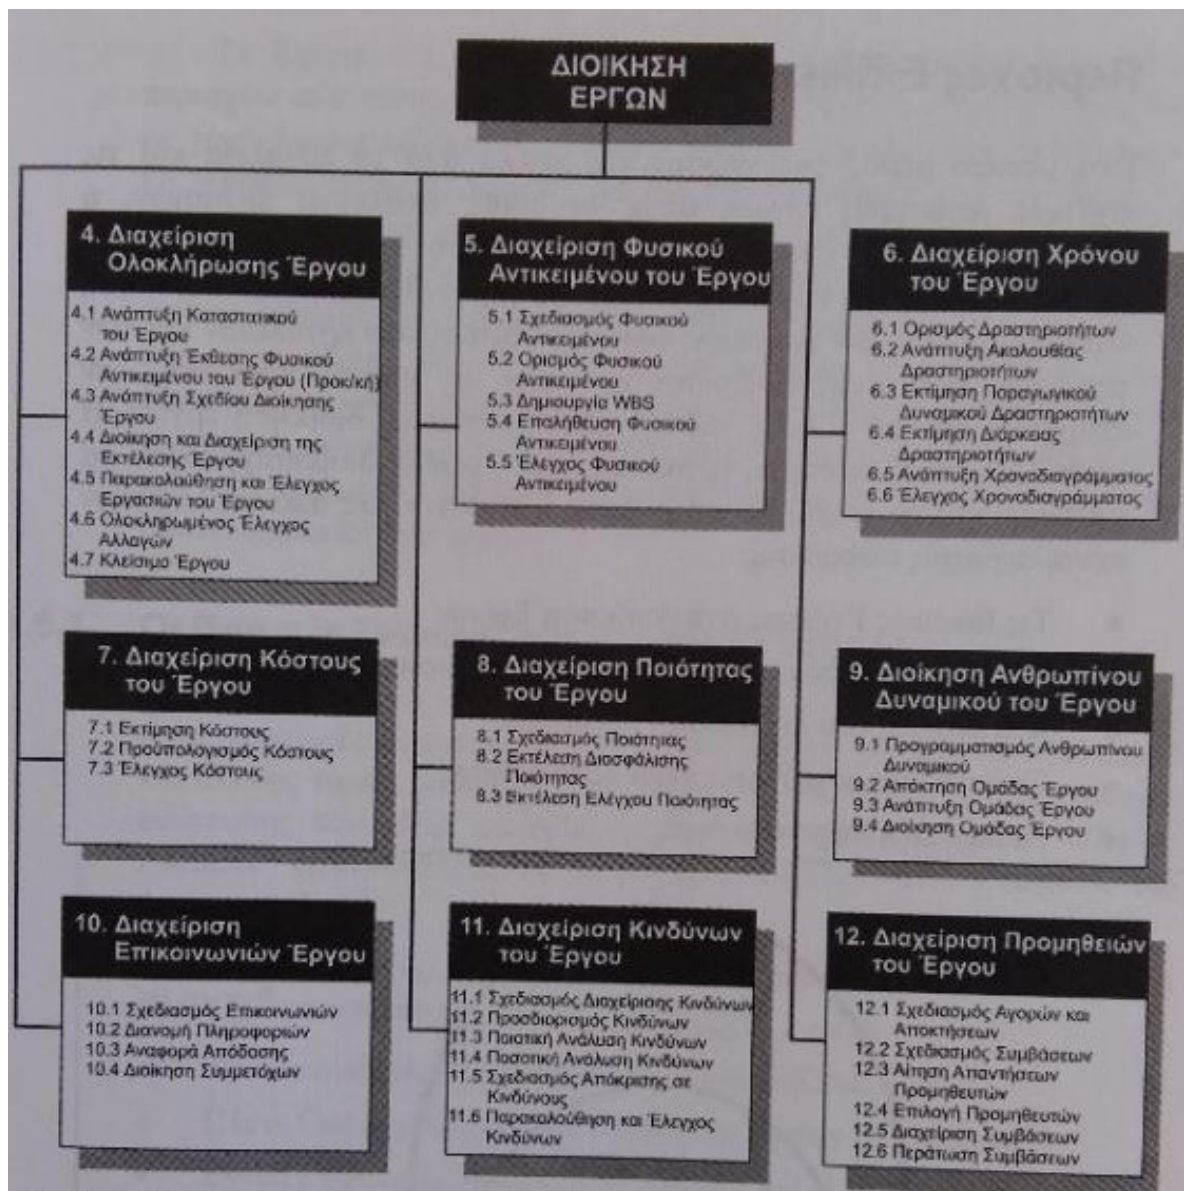 ΔΙΟΙΚΗΣΗ
ΕΡΓΩΝ
4. Διαχείριση
Ολοκλήρωσης Έργου
4.1 Ανάπτυξη Καταστατικού
του Έργου
4.2 Ανάπτυξη Έκθεσης Φυσικού
Αντικειμένου του Έργου (Προκ/κή)
4.3 Ανάπτυξη Σχεδίου Διοίκησης
Έργου
4.4 Διοίκηση και Διαχείριση της
Εκτέλεσης Έργου
4.5 Παρακολούθηση και Έλεγχος
Εργασιών του Έργου
4.6 Ολοκληρωμένος Έλεγχος
Αλλαγών
4.7 Κλείσιμο Έργου
5. Διαχείριση Φυσικού
Αντικειμένου του Έργου
5.1 Σχεδιασμός Φυσικού
Αντικειμένου
5.2 Ορισμός Φυσικού
Αντικειμένου
5.3 Δημιουργία WBS
5.4 Επαλήθευση Φυσικού
Αντικειμένου
5.5 Έλεγχος Φυσικού
Αντικειμένου
6. Διαχείριση Χρόνου
του Έργου
6.1 Ορισμός Δραστηριοτήτων
6.2 Ανάπτυξη Ακολουθίας
Δραστηριοτήτων
6.3 Εκτίμηση Παραγωγικού
Δυναμικού Δραστηριοτήτων
6.4 Εκτίμηση Διάρκειας
Δραστηριοτήτων
6.5 Ανάπτυξη Χρονοδιαγράμματος
6.6 Έλεγχος Χρονοδιαγράμματος
7. Διαχείριση Κόστους
του Έργου
7.1 Εκτίμηση Κόστους
7.2 Προϋπολογισμός Κόστους
7.3 Έλεγχος Κόστους
8. Διαχείριση Ποιότητας
του Έργου
8.1 Σχεδιασμός Ποιότητας
8.2 Εκτέλεση Διασφάλισης
Ποιότητας
8.3 Εκτέλεση Ελέγχου Ποιότητας
9. Διοίκηση Ανθρωπίνου
Δυναμικού του Έργου
9.1 Προγραμματισμός Ανθρωπίνου
Δυναμικού
9.2 Απόκτηση Ομάδας Έργου
9.3 Ανάπτυξη Ομάδας Έργου
9.4 Διοίκηση Ομάδας Έργου
10. Διαχείριση
Επικοινωνιών Έργου
10.1 Σχεδιασμός Επικοινωνιών
10.2 Διανομή Πληροφοριών
10.3 Αναφορά Απόδοσης
10.4 Διοίκηση Συμμετόχων
11. Διαχείριση Κινδύνων
του Έργου
11.1 Σχεδιασμός Διαχείρισης Κινδύνων
11.2 Προσδιορισμός Κινδύνων
11.3 Ποιοτική Ανάλυση Κινδύνων
11.4 Ποσοτική Ανάλυση Κινδύνων
11.5 Σχεδιασμός Απόκρισης σε
Κινδύνους
11.6 Παρακολούθηση και Έλεγχος
Κινδύνων
12. Διαχείριση Προμηθειών
του Έργου
12.1 Σχεδιασμός Αγορών και
Αποκτήσεων
12.2 Σχεδιασμός Συμβάσεων
12.3 Αίτηση Απαντήσεων
Προμηθευτών
12.4 Επιλογή Προμηθευτών
12.5 Διαχείριση Συμβάσεων
12.6 Περάτωση Συμβάσεων